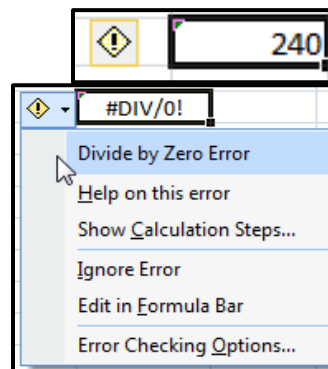 240
#DIV/0!
Divide by Zero Error
Help on this error
Show Calculation Steps...
Ignore Error
Edit in Formula Bar
Error Checking Options...